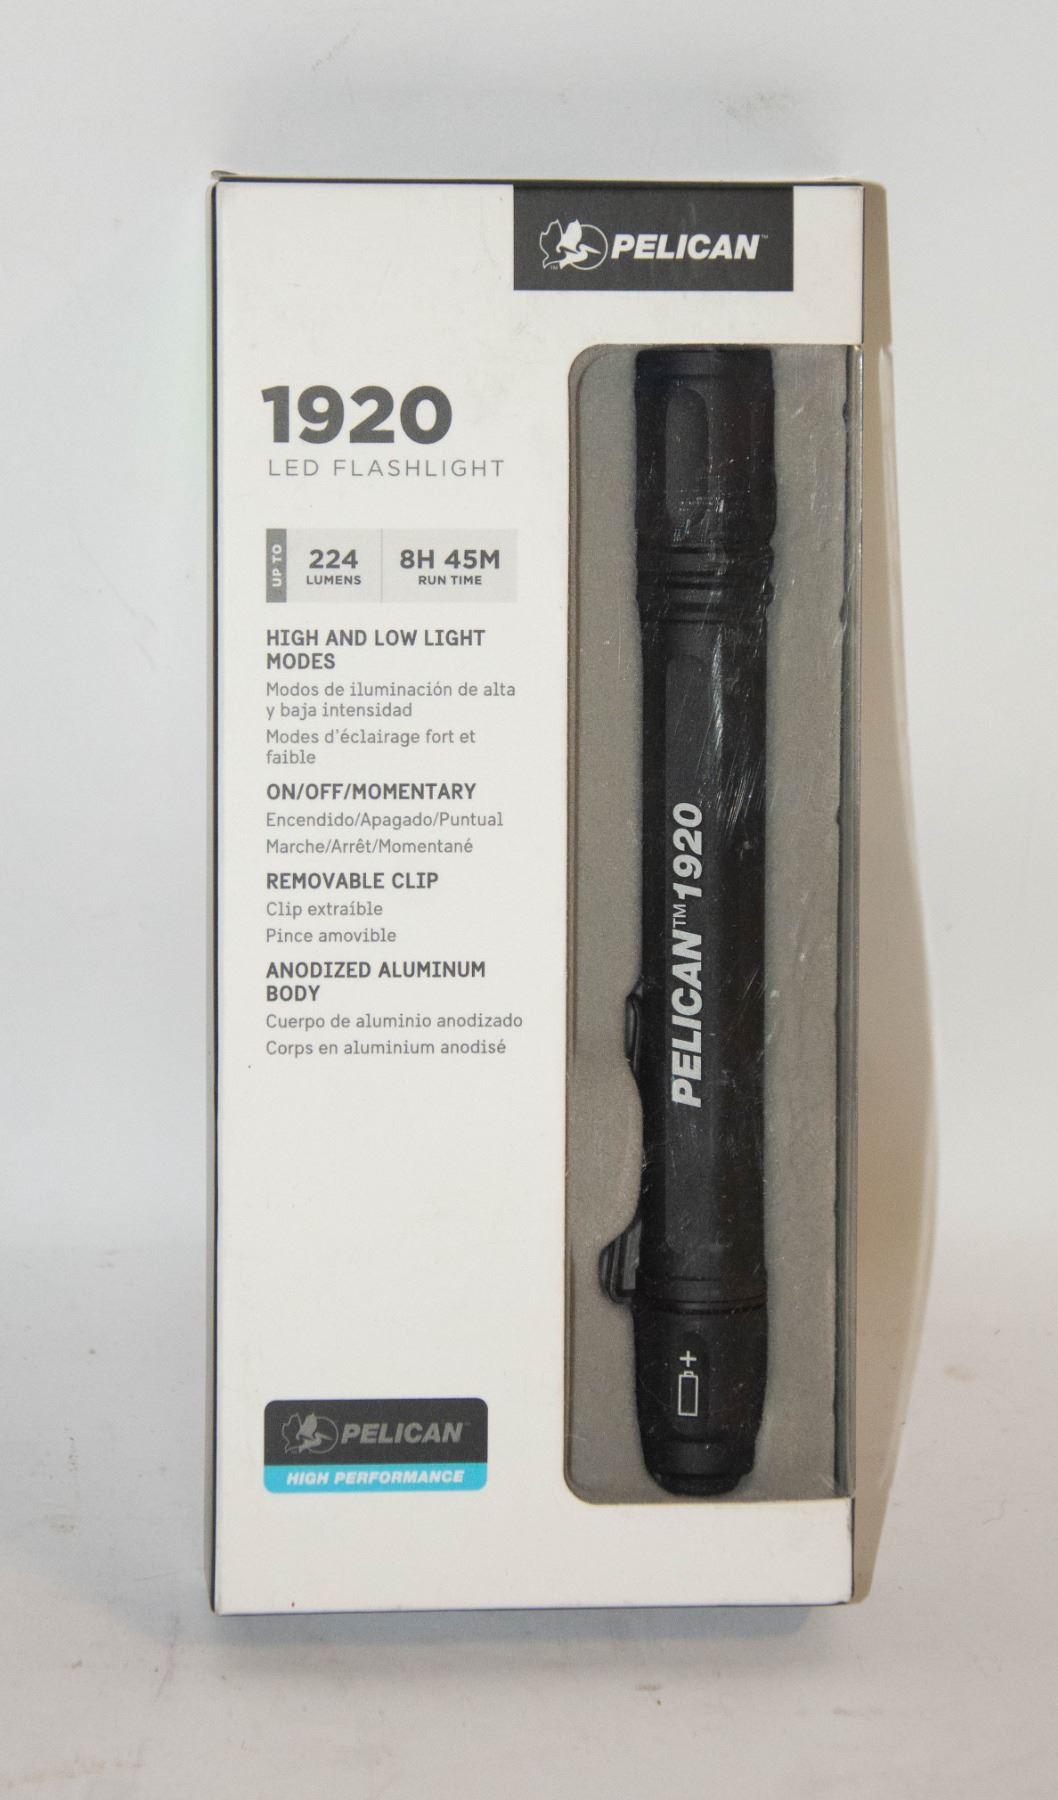 PELICAN™
1920
LED FLASHLIGHT
UP TO
224
LUMENS
8H 45M
RUN TIME
HIGH AND LOW LIGHT
MODES
Modos de iluminación de alta
y baja intensidad
Modes d'éclairage fort et
faible
ON/OFF/MOMENTARY
Encendido/Apagado/Puntual
Marche/Arrêt/Momentané
REMOVABLE CLIP
Clip extraíble
Pince amovible
ANODIZED ALUMINUM
BODY
Cuerpo de aluminio anodizado
Corps en aluminium anodisé
PELICAN™
HIGH PERFORMANCE
PELICAN™ 1920
+